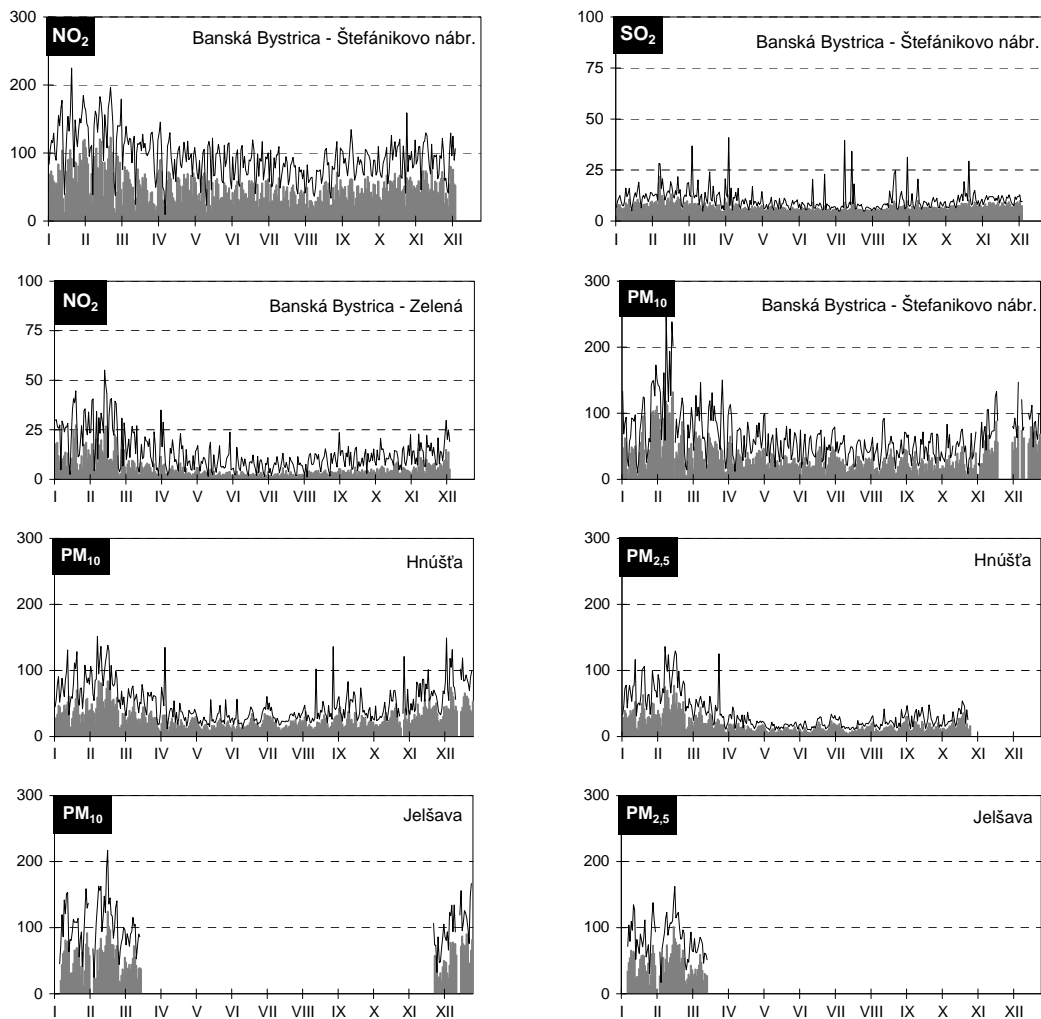 NO2 Banská Bystrica - Štefánikovo nábr.
300
200
100
0
I II III IV V VI VII VIII IX X XI XII
SO2 Banská Bystrica - Štefánikovo nábr.
100
75
50
25
0
I II III IV V VI VII VIII IX X XI XII
NO2 Banská Bystrica - Zelená
100
75
50
25
0
I II III IV V VI VII VIII IX X XI XII
PM10 Banská Bystrica - Štefanikovo nábr.
300
200
100
0
I II III IV V VI VII VIII IX X XI XII
PM10 Hnúšťa
300
200
100
0
I II III IV V VI VII VIII IX X XI XII
PM2,5 Hnúšťa
300
200
100
0
I II III IV V VI VII VIII IX X XI XII
PM10 Jelšava
300
200
100
0
I II III IV V VI VII VIII IX X XI XII
PM2,5 Jelšava
300
200
100
0
I II III IV V VI VII VIII IX X XI XII